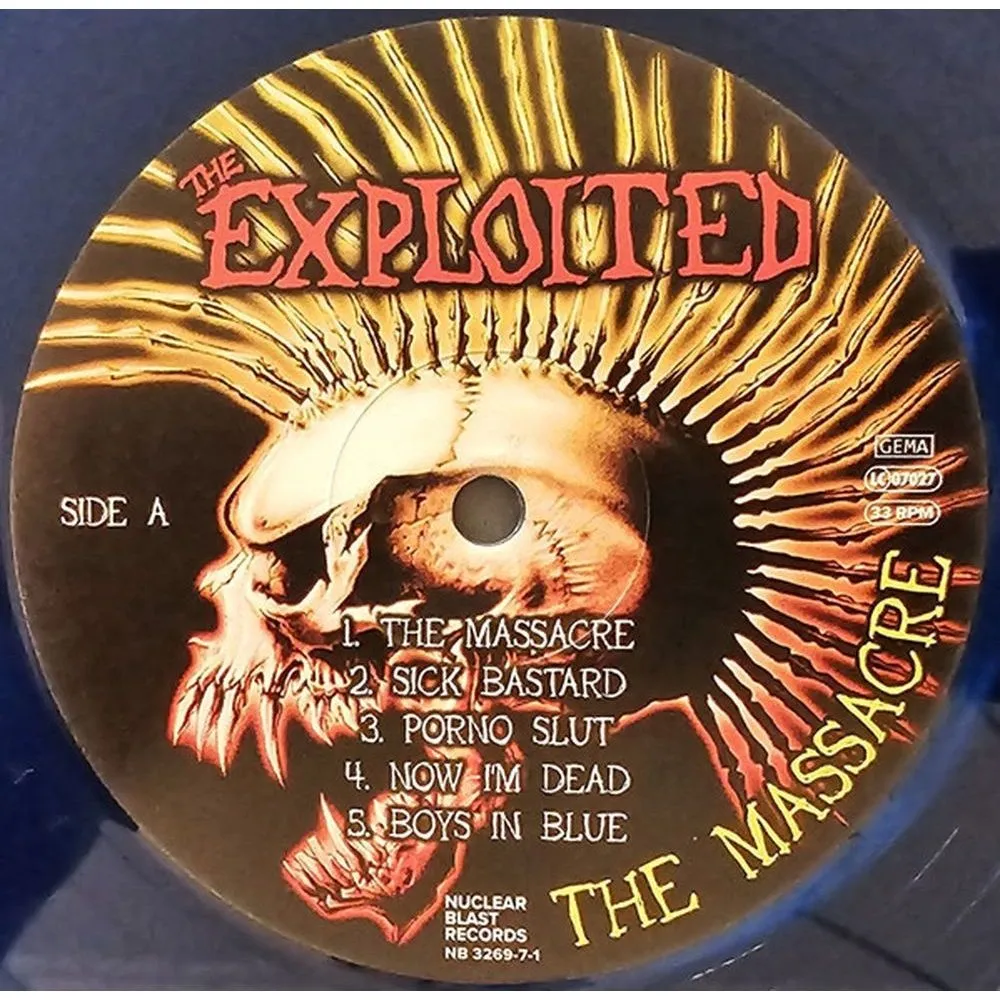 THE
EXPLOITED
SIDE A
GEMA
LC 07027
33 RPM
1. THE MASSACRE
2. SICK BASTARD
3. PORNO SLUT
4. NOW I'M DEAD
5. BOYS IN BLUE
THE MASSACRE
NUCLEAR
BLAST
RECORDS
NB 3269-7-1